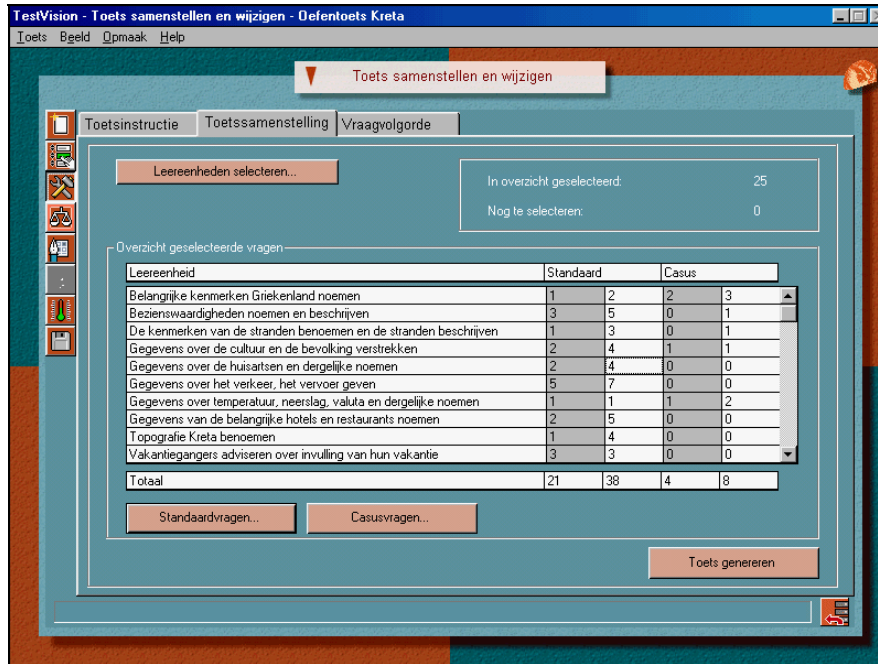 TestVision - Toets samenstellen en wijzigen - Oefentoets Kreta
Toets Beeld Opmaak Help
Toets samenstellen en wijzigen
Toetsinstructie Toetssamenstelling Vraagvolgorde
Leereenheden selecteren...
In overzicht geselecteerd: 25
Nog te selecteren: 0
Overzicht geselecteerde vragen
Leereenheid Standaard Casus
Belangrijke kenmerken Griekenland noemen 1 2 2 3
Bezienswaardigheden noemen en beschrijven 3 5 0 1
De kenmerken van de stranden benoemen en de stranden beschrijven 1 3 0 1
Gegevens over de cultuur en de bevolking verstrekken 2 4 1 1
Gegevens over de huisartsen en dergelijke noemen 2 4 0 0
Gegevens over het verkeer, het vervoer geven 5 7 0 0
Gegevens over temperatuur, neerslag, valuta en dergelijke noemen 1 1 1 2
Gegevens van de belangrijke hotels en restaurants noemen 2 5 0 0
Topografie Kreta benoemen 1 4 0 0
Vakantiegangers adviseren over invulling van hun vakantie 3 3 0 0
Totaal 21 38 4 8
Standaardvragen... Casusvragen...
Toets genereren